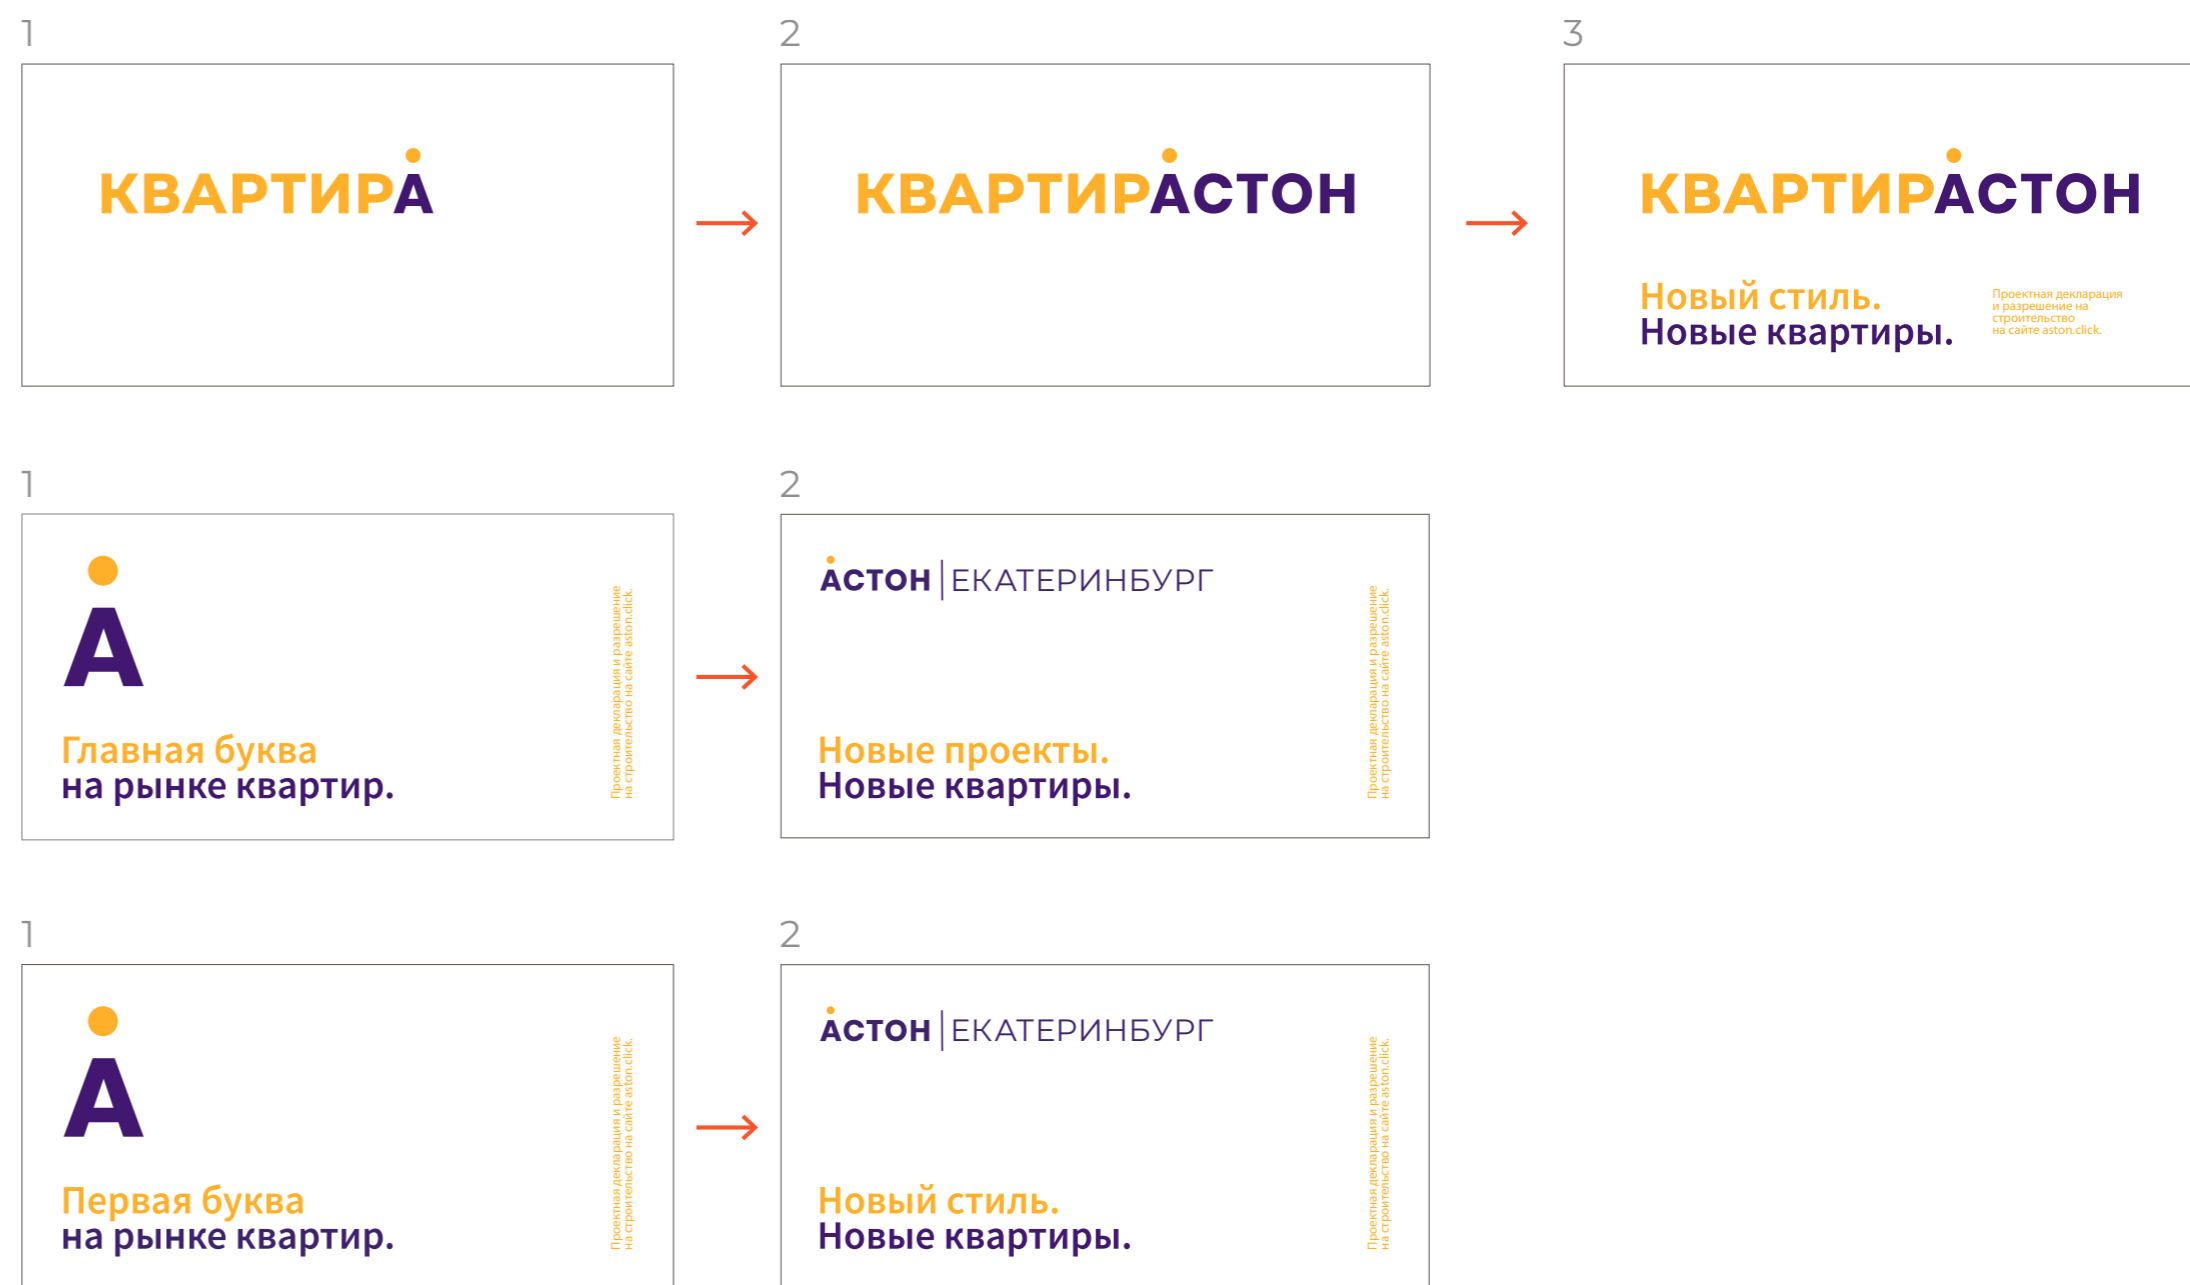 1
2
3
КВАРТИРА
КВАРТИРАСТОН
КВАРТИРАСТОН
Новый стиль.
Новые квартиры.
Проектная декларация
и разрешение на
строительство
на сайте aston.click.
1
2
Главная буква
на рынке квартир.
А
Проектная декларация и разрешение
на строительство на сайте aston.click.
АСТОН|ЕКАТЕРИНБУРГ
Новые проекты.
Новые квартиры.
Проектная декларация и разрешение
на строительство на сайте aston.click.
1
2
А
Первая буква
на рынке квартир.
Проектная декларация и разрешение
на строительство на сайте aston.click.
АСТОН|ЕКАТЕРИНБУРГ
Новый стиль.
Новые квартиры.
Проектная декларация и разрешение
на строительство на сайте aston.click.